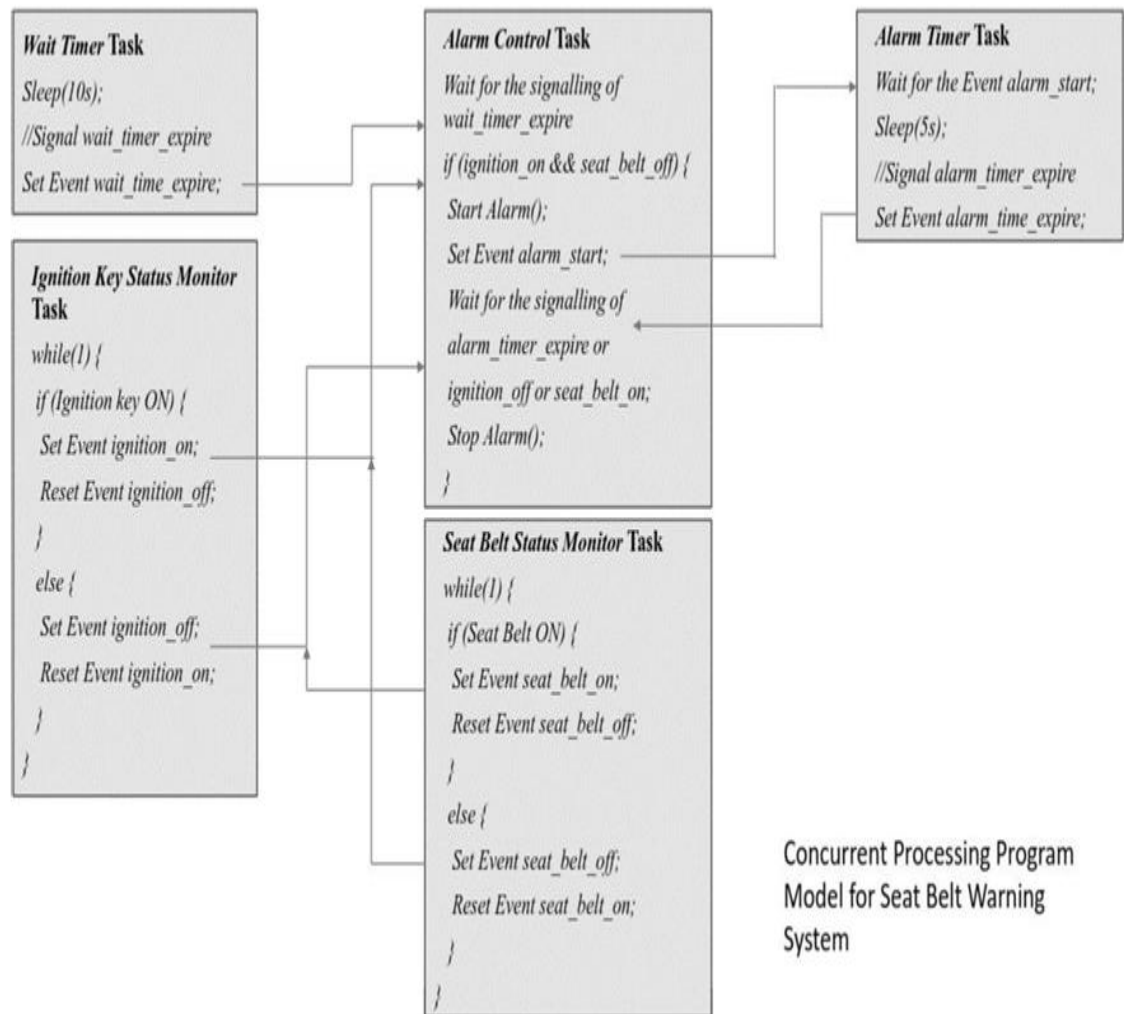 Wait Timer Task
Sleep(10s);
//Signal wait_timer_expire
Set Event wait_time_expire;
Ignition Key Status Monitor
Task
while(1) {
if (Ignition key ON) {
Set Event ignition_on;
Reset Event ignition_off;
}
else {
Set Event ignition_off;
Reset Event ignition_on;
}
}
Alarm Control Task
Wait for the signalling of
wait_timer_expire
if (ignition_on && seat_belt_off) {
Start Alarm();
Set Event alarm_start;
Wait for the signalling of
alarm_timer_expire or
ignition_off or seat_belt_on;
Stop Alarm();
}
Seat Belt Status Monitor Task
while(1) {
if (Seat Belt ON) {
Set Event seat_belt_on;
Reset Event seat_belt_off;
}
else {
Set Event seat_belt_off;
Reset Event seat_belt_on;
}
}
Alarm Timer Task
Wait for the Event alarm_start;
Sleep(5s);
//Signal alarm_timer_expire
Set Event alarm_time_expire;
Concurrent Processing Program
Model for Seat Belt Warning
System